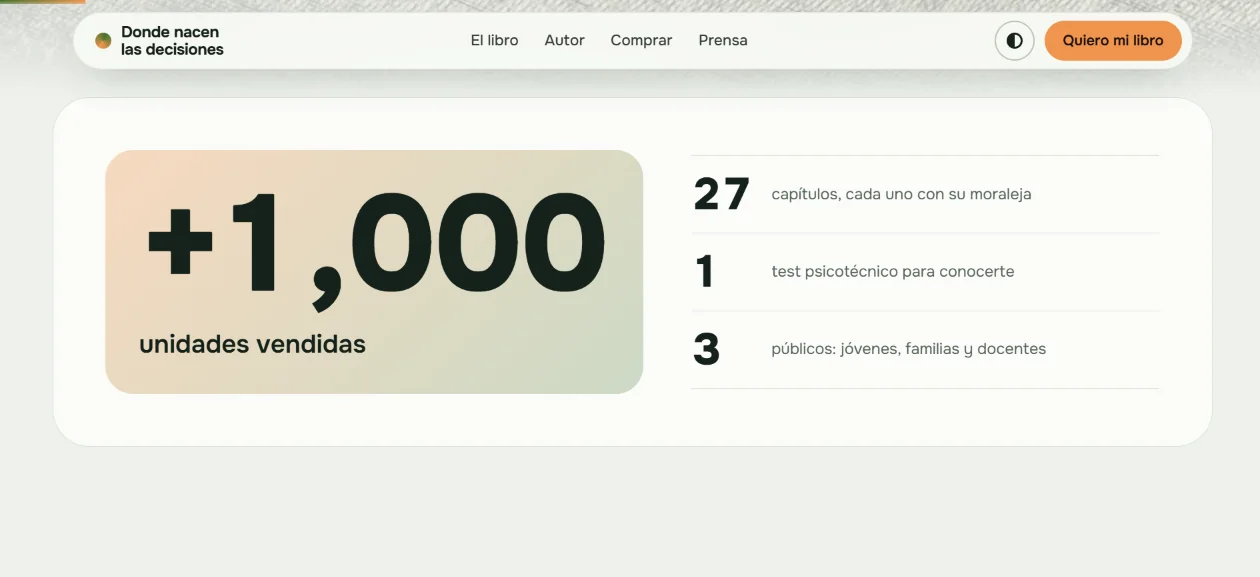 Donde nacen
las decisiones
El libro
Autor
Comprar
Prensa
Quiero mi libro
+1,000
unidades vendidas
27 capítulos, cada uno con su moraleja
1 test psicotécnico para conocerte
3 públicos: jóvenes, familias y docentes